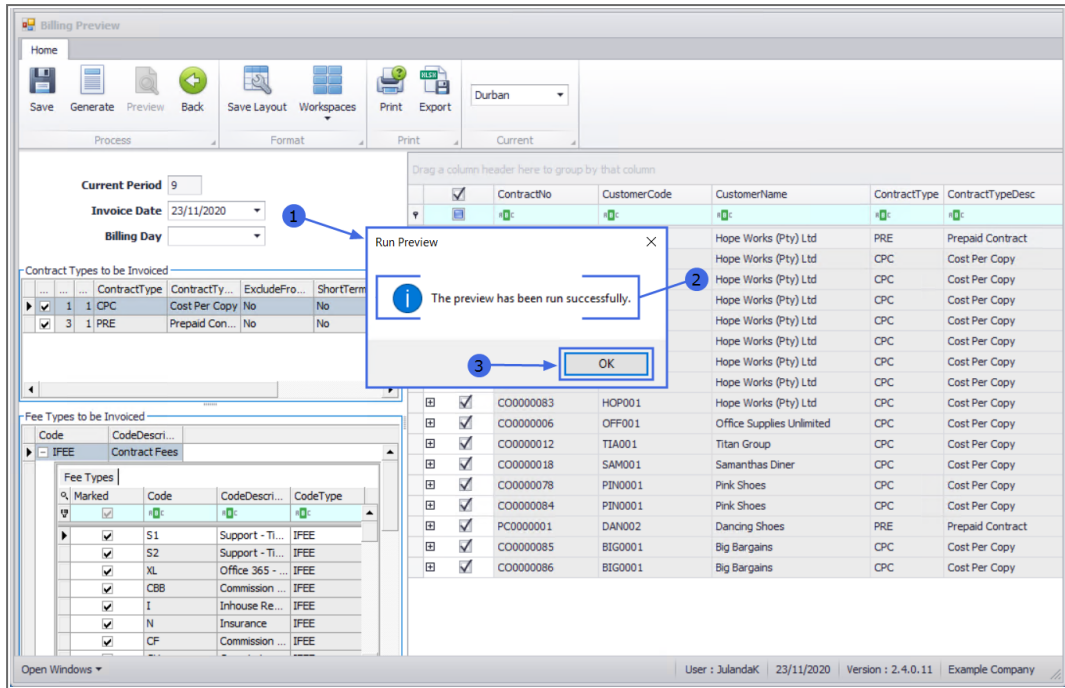 Billing Preview
Home
Save Generate Preview Back Save Layout Workspaces Print Export Durban
Process Format Print Current
Current Period 9
Invoice Date 23/11/2020
Billing Day
Contract Types to be Invoiced
... ... ... ContractType ContractTy... ExcludeFro... ShortTerm
1 1 CPC Cost Per Copy No No
3 1 PRE Prepaid Con... No No
Fee Types to be Invoiced
Code CodeDescri...
IFEE Contract Fees
Fee Types
Marked Code CodeDescri... CodeType
S1 Support - Ti... IFEE
S2 Support - Ti... IFEE
XL Office 365 - ... IFEE
CBB Commission ... IFEE
I Inhouse Re... IFEE
N Insurance IFEE
CF Commission ... IFEE
Drag a column header here to group by that column
ContractNo CustomerCode CustomerName ContractType ContractTypeDesc
Hope Works (Pty) Ltd PRE Prepaid Contract
Hope Works (Pty) Ltd CPC Cost Per Copy
Hope Works (Pty) Ltd CPC Cost Per Copy
Hope Works (Pty) Ltd CPC Cost Per Copy
Hope Works (Pty) Ltd CPC Cost Per Copy
Hope Works (Pty) Ltd CPC Cost Per Copy
Hope Works (Pty) Ltd CPC Cost Per Copy
Hope Works (Pty) Ltd CPC Cost Per Copy
CO0000083 HOP001 Hope Works (Pty) Ltd CPC Cost Per Copy
CO0000006 OFF001 Office Supplies Unlimited CPC Cost Per Copy
CO0000012 TIA001 Titan Group CPC Cost Per Copy
CO0000018 SAM001 Samanthas Diner CPC Cost Per Copy
CO0000078 PIN0001 Pink Shoes CPC Cost Per Copy
CO0000084 PIN0001 Pink Shoes CPC Cost Per Copy
PC0000001 DAN002 Dancing Shoes PRE Prepaid Contract
CO0000085 BIG0001 Big Bargains CPC Cost Per Copy
CO0000086 BIG0001 Big Bargains CPC Cost Per Copy
1
Run Preview
The preview has been run successfully.
2
3
OK
Open Windows User : JulandaK 23/11/2020 Version : 2.4.0.11 Example Company